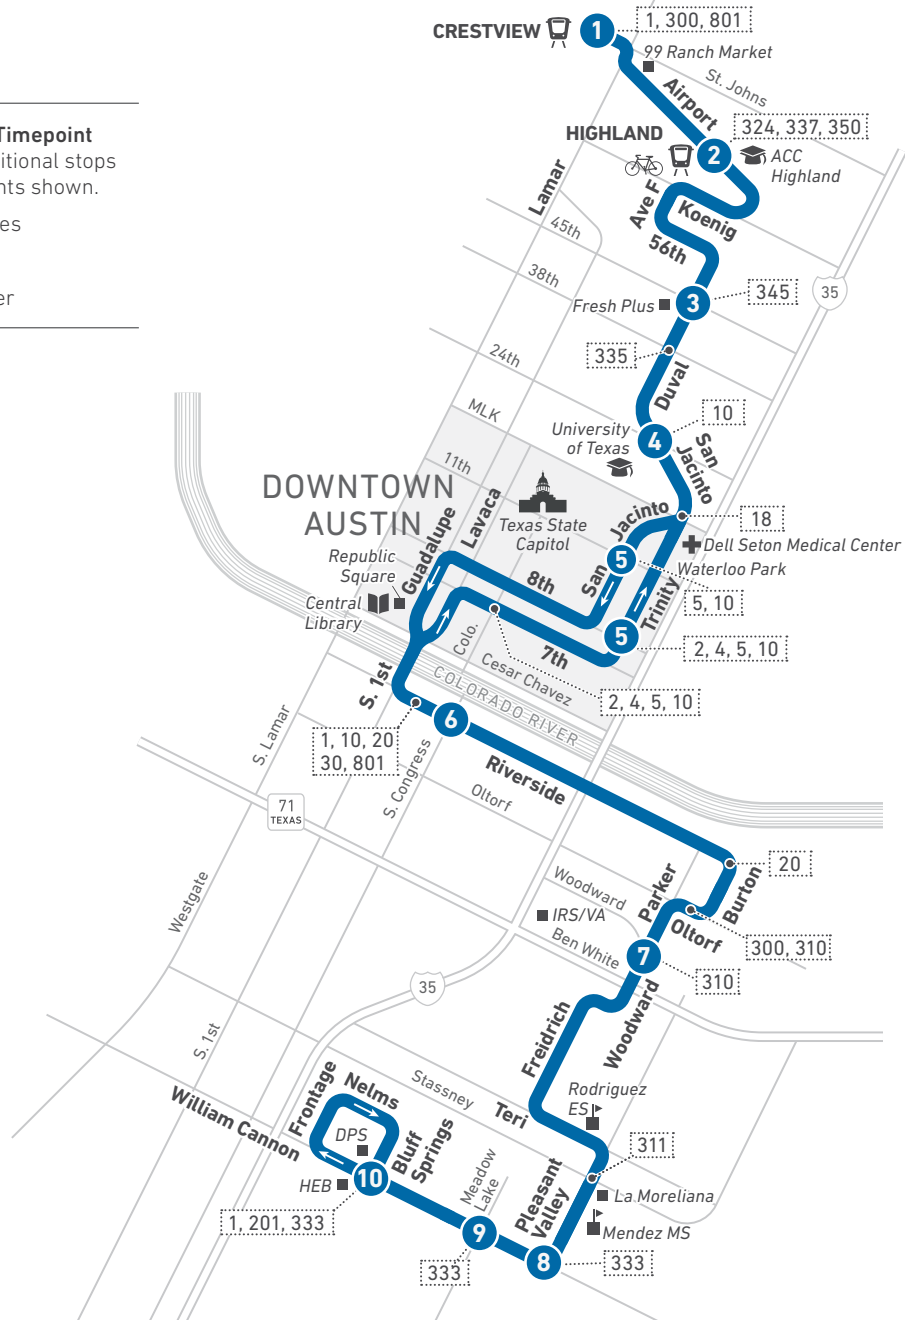 CRESTVIEW
1
1, 300, 801
99 Ranch Market
St. Johns
Airport
Timepoint
itional stops
nts shown.
es
er
HIGHLAND
2
324, 337, 350
ACC
Highland
Lamar
Ave F
Koenig
45th
56th
38th
Fresh Plus
3
345
35
335
24th
Duval
MLK
10
University
of Texas
4
San
Jacinto
11th
DOWNTOWN
AUSTIN
Guadalupe
Lavaca
Texas State
Capitol
San
Jacinto
18
Dell Seton Medical Center
Waterloo Park
Republic
Square
Central
Library
8th
5
5, 10
Trinity
5
2, 4, 5, 10
7th
Colo.
Cesar Chavez
2, 4, 5, 10
S. 1st
COLORADO RIVER
S. Lamar
1, 10, 20
30, 801
6
S. Congress
Riverside
Oltorf
71
TEXAS
20
Westgate
Woodward
Parker
Burton
IRS/VA
Oltorf
300, 310
Ben White
7
310
35
Freidrich
Woodward
S. 1st
Stassney
Teri
Rodriguez
ES
William Cannon
Frontage
Nelms
DPS
Bluff
Springs
311
HEB
10
Meadow
Lake
Pleasant
Valley
La Moreliana
1, 201, 333
9
Mendez MS
333
8
333